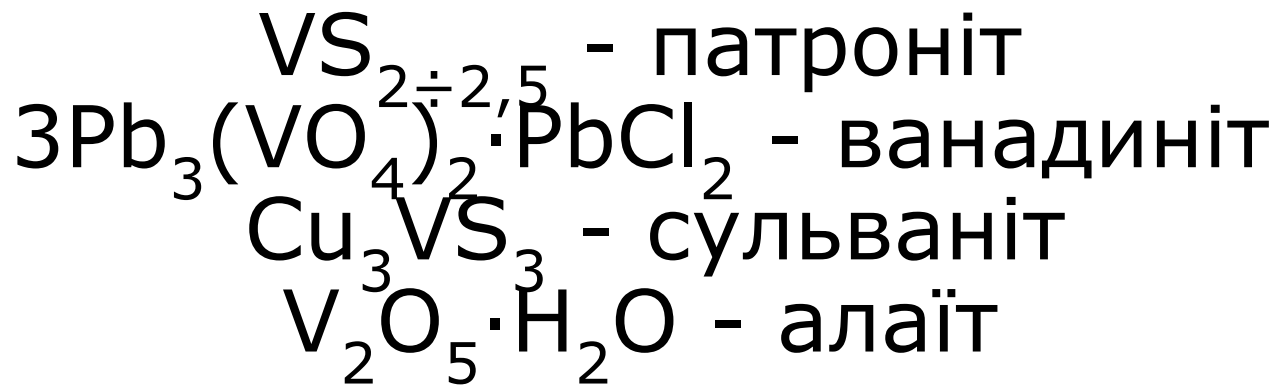 VS₂÷₂,₅ - патроніт
3Pb₃(VO₄)₂·PbCl₂ - ванадиніт
Cu₃VS₃ - сульваніт
V₂O₅·H₂O - алаїт